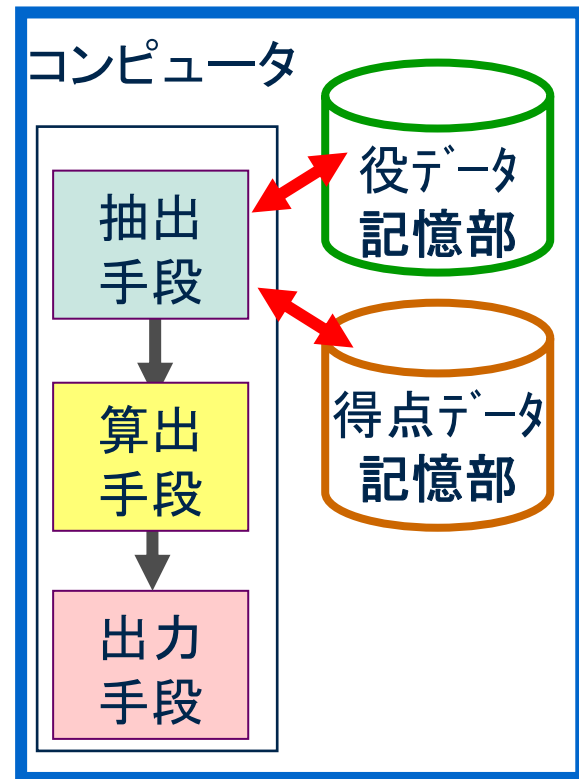 コンピュータ
抽出
手段
算出
手段
出力
手段
役データ
記憶部
得点データ
記憶部